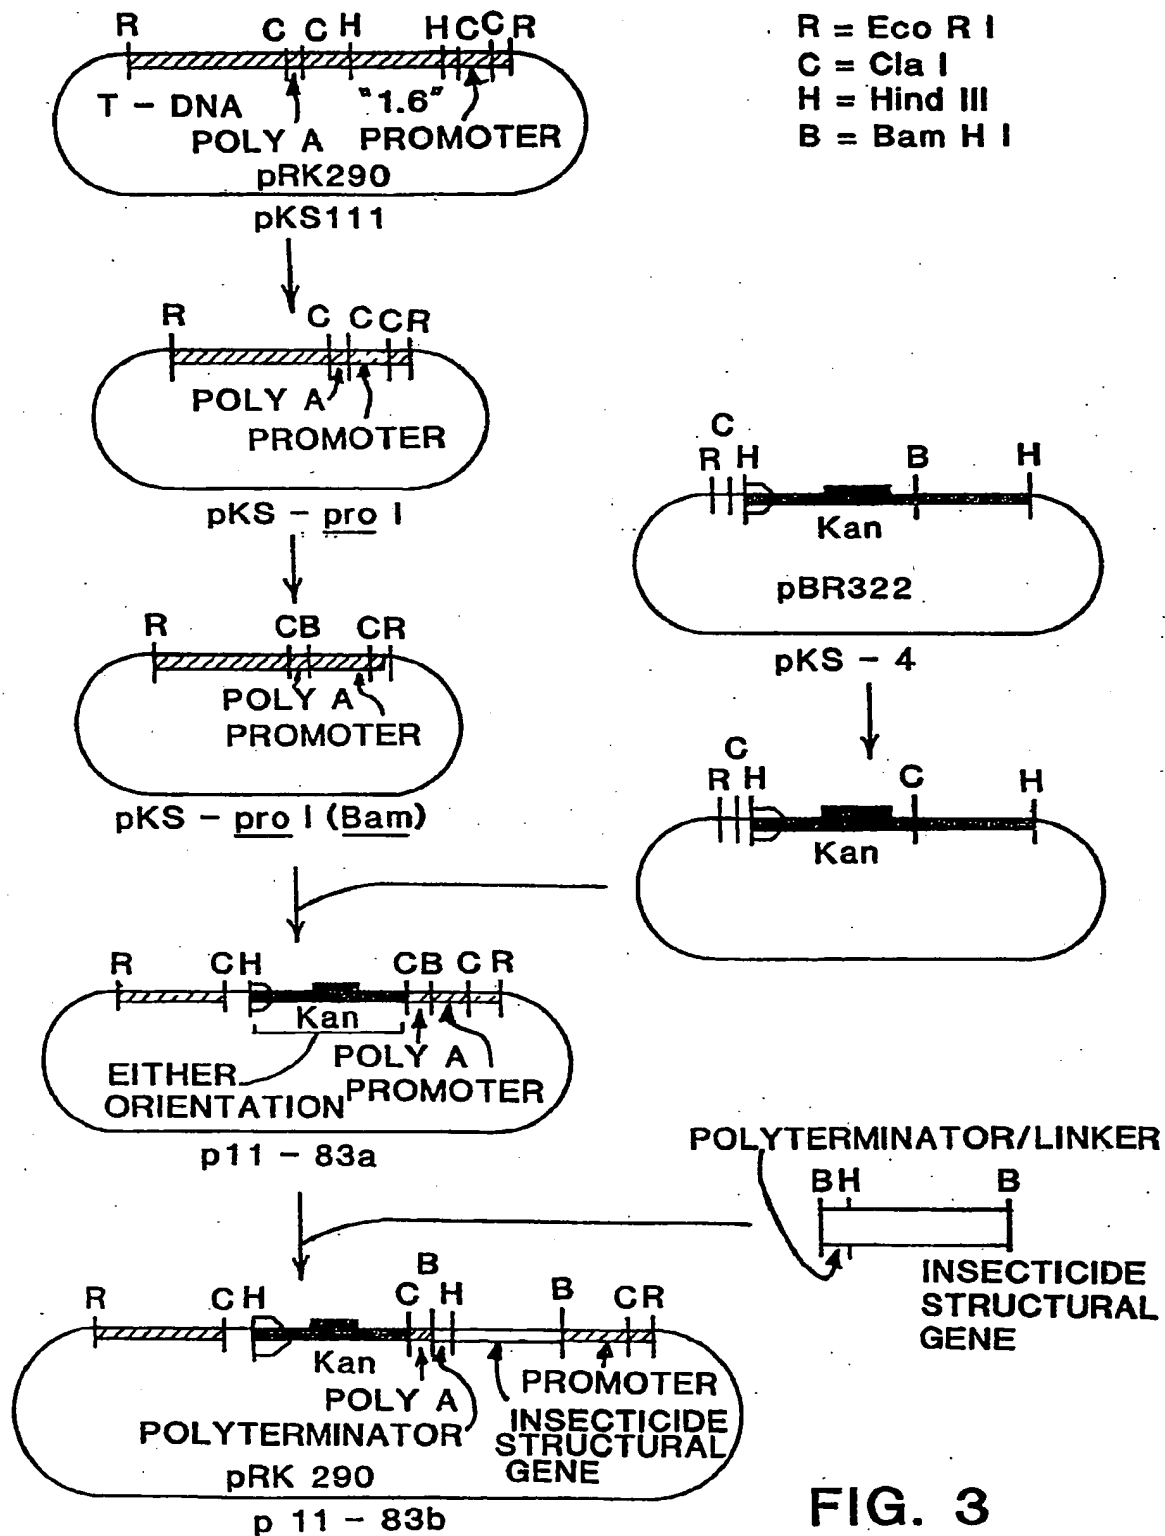 R C C H H C C R
T - DNA "1.6"
POLY A PROMOTER
pRK290
pKS111
R = Eco R I
C = Cla I
H = Hind III
B = Bam H I
R C C C R
POLY A
PROMOTER
pKS - pro I
R C B C R
POLY A
PROMOTER
pKS - pro I (Bam)
C
R H B H
Kan
pBR322
pKS - 4
C
R H C H
Kan
R C H C B C R
Kan
POLY A
EITHER PROMOTER
ORIENTATION
p11 - 83a
POLYTERMINATOR/LINKER
B H B
INSECTICIDE
STRUCTURAL
GENE
B
R C H C H B C R
Kan
POLY A PROMOTER
POLYTERMINATOR INSECTICIDE
STRUCTURAL
GENE
pRK 290
p 11 - 83b
FIG. 3